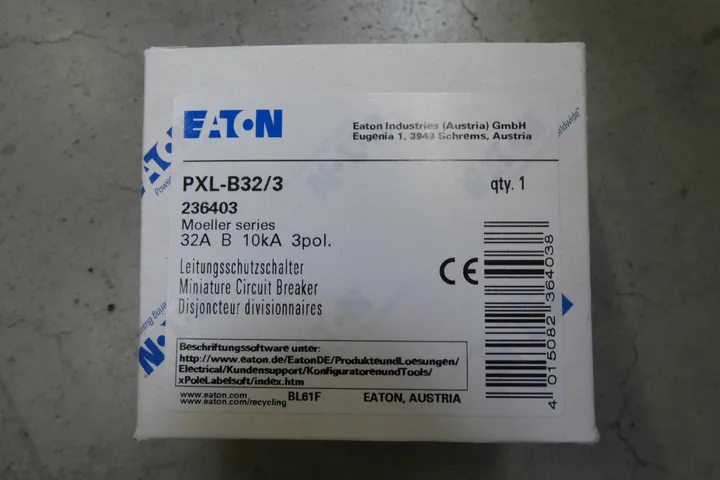 EATON
Eaton Industries (Austria) GmbH
Eugenia 1, 3943 Schrems, Austria
PXL-B32/3
qty. 1
236403
Moeller series
32A B 10kA 3pol.
Leitungsschutzschalter
Miniature Circuit Breaker
Disjoncteur divisionnaires
CE
4 015082 364038
Beschriftungssoftware unter:
http://www.eaton.de/EatonDE/ProdukteundLoesungen/
Electrical/Kundensupport/KonfiguratorenundTools/
xPoleLabelsoft/index.htm
www.eaton.com
www.eaton.com/recycling
BL61F
EATON, AUSTRIA